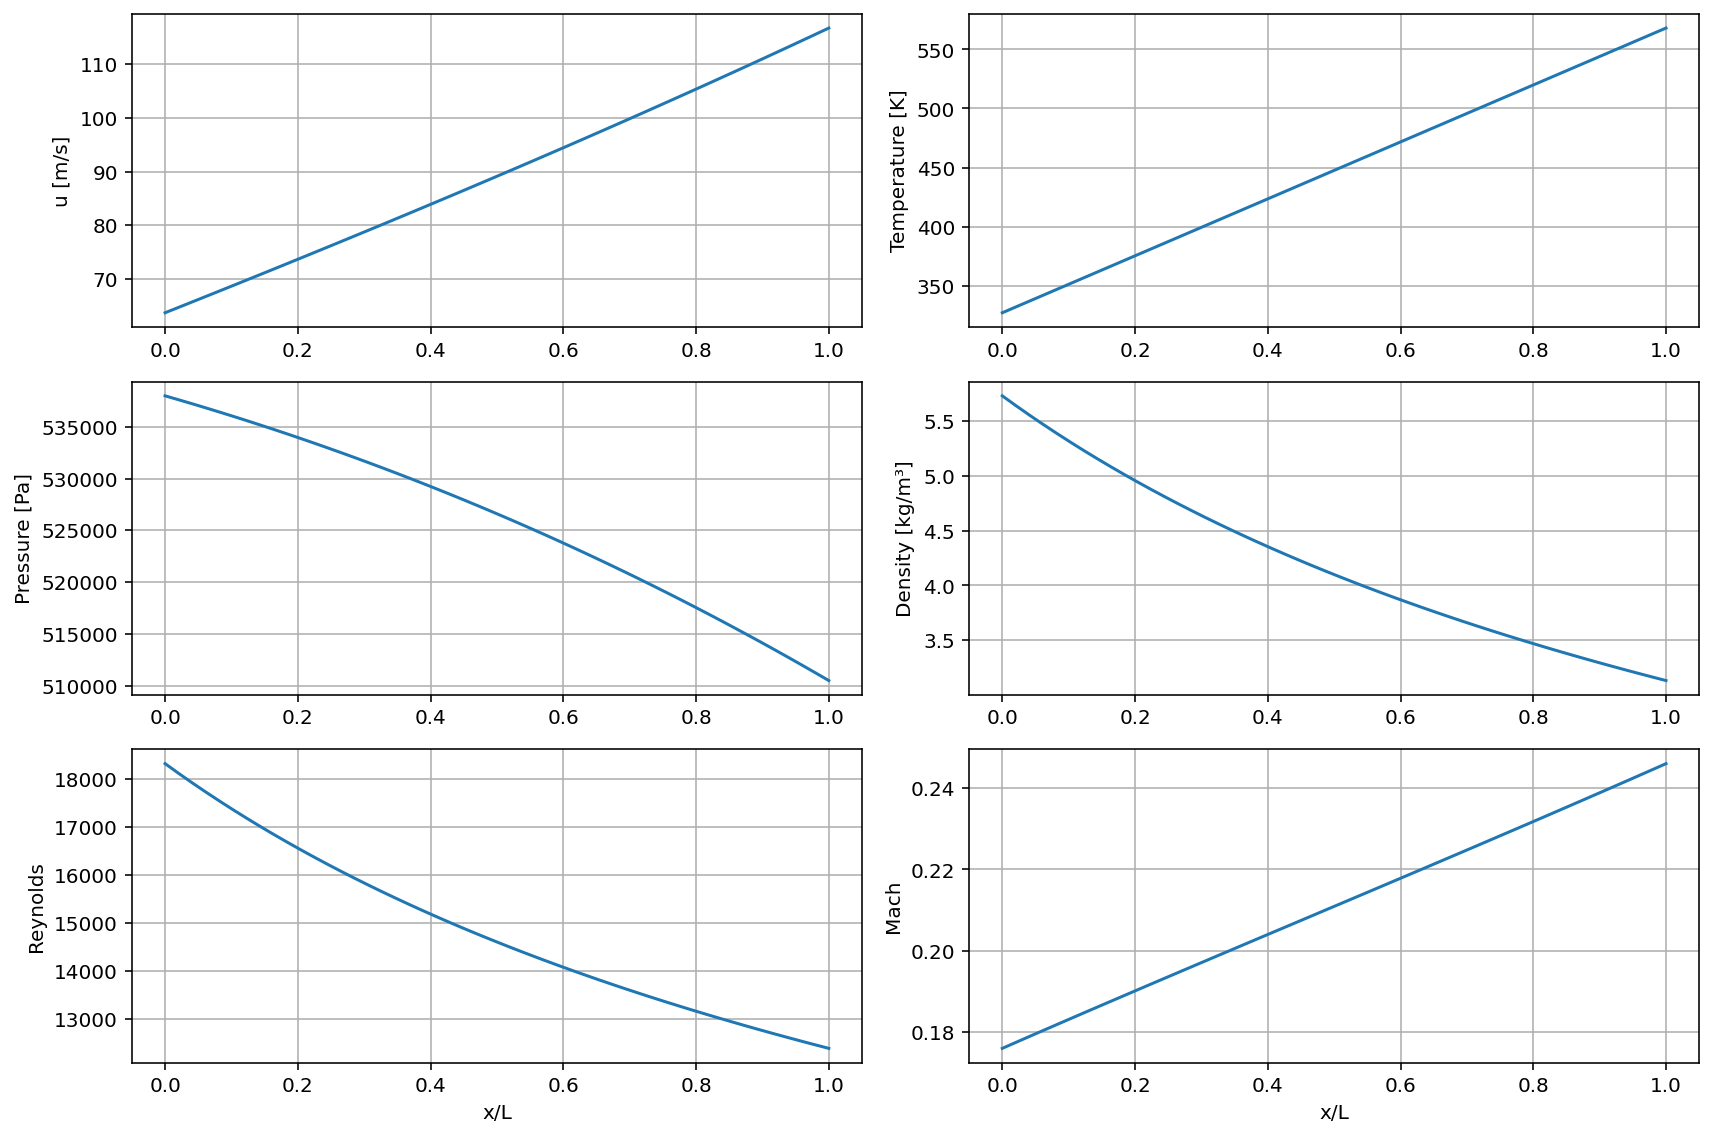 u [m/s]
110
100
90
80
70
0.0 0.2 0.4 0.6 0.8 1.0
Temperature [K]
550
500
450
400
350
0.0 0.2 0.4 0.6 0.8 1.0
Pressure [Pa]
535000
530000
525000
520000
515000
510000
0.0 0.2 0.4 0.6 0.8 1.0
Density [kg/m³]
5.5
5.0
4.5
4.0
3.5
0.0 0.2 0.4 0.6 0.8 1.0
Reynolds
18000
17000
16000
15000
14000
13000
0.0 0.2 0.4 0.6 0.8 1.0
x/L
Mach
0.24
0.22
0.20
0.18
0.0 0.2 0.4 0.6 0.8 1.0
x/L